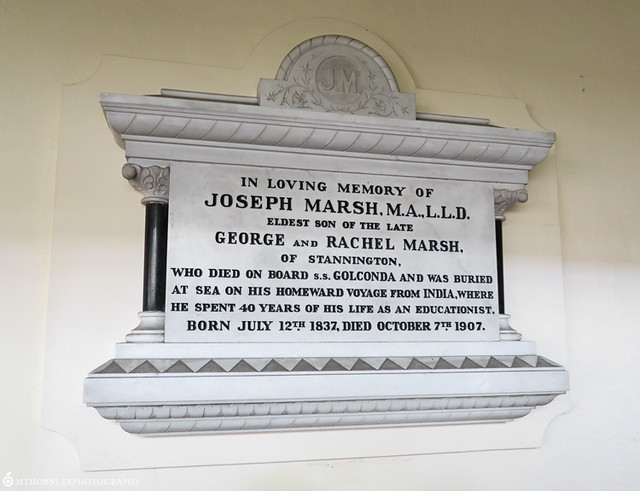 JM
IN LOVING MEMORY OF
JOSEPH MARSH, M.A., L.L.D.
ELDEST SON OF THE LATE
GEORGE AND RACHEL MARSH,
OF STANNINGTON,
WHO DIED ON BOARD S.S. GOLCONDA AND WAS BURIED
AT SEA ON HIS HOMEWARD VOYAGE FROM INDIA, WHERE
HE SPENT 40 YEARS OF HIS LIFE AS AN EDUCATIONIST,
BORN JULY 12TH 1837, DIED OCTOBER 7TH 1907.
MTHORNLEYPHOTOGRAPHY